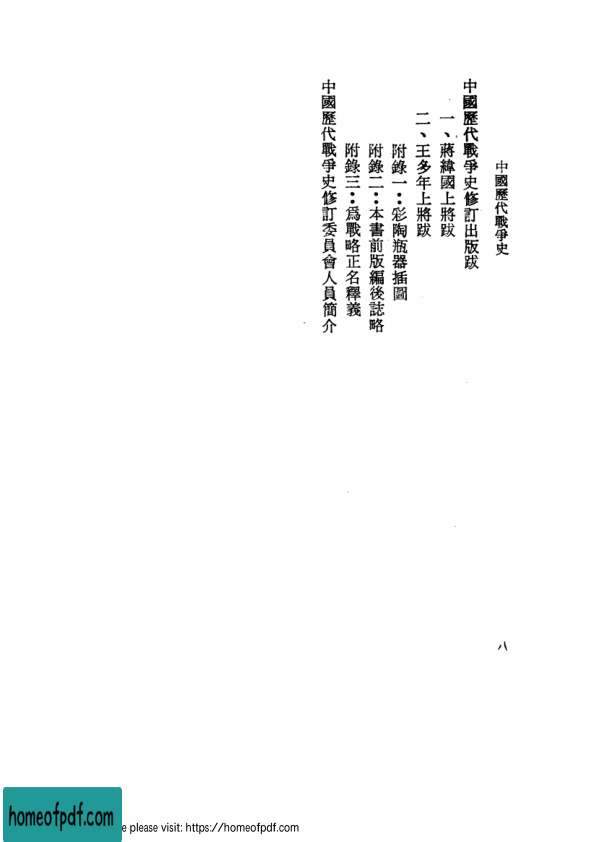 中國歷代戰爭史
中國歷代戰爭史修訂出版跋
一、蔣緯國上將跋
二、王多年上將跋
附錄一：彩陶瓶器插圖
附錄二：本書前版編後誌略
附錄三：爲戰略正名釋義
中國歷代戰爭史修訂委員會人員簡介
八
homeofpdf.com
e please visit: https://homeofpdf.com